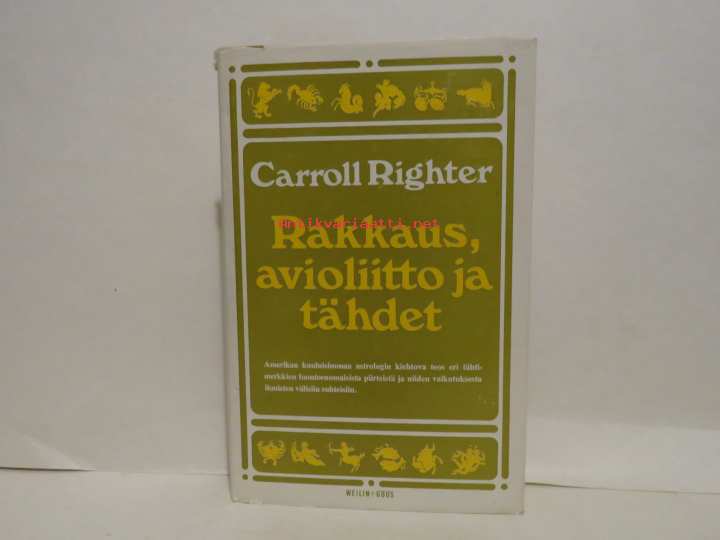 Carroll Righter
Antikvariaatti.net
Rakkaus,
avioliitto ja
tähdet
Amerikan kuuluisimman astrologin kiehtova teos eri tähti-
merkkien luonteenomaisista piirteistä ja niiden vaikutuksesta
ihmisten välisiin suhteisiin.
WEILIN+GÖÖS